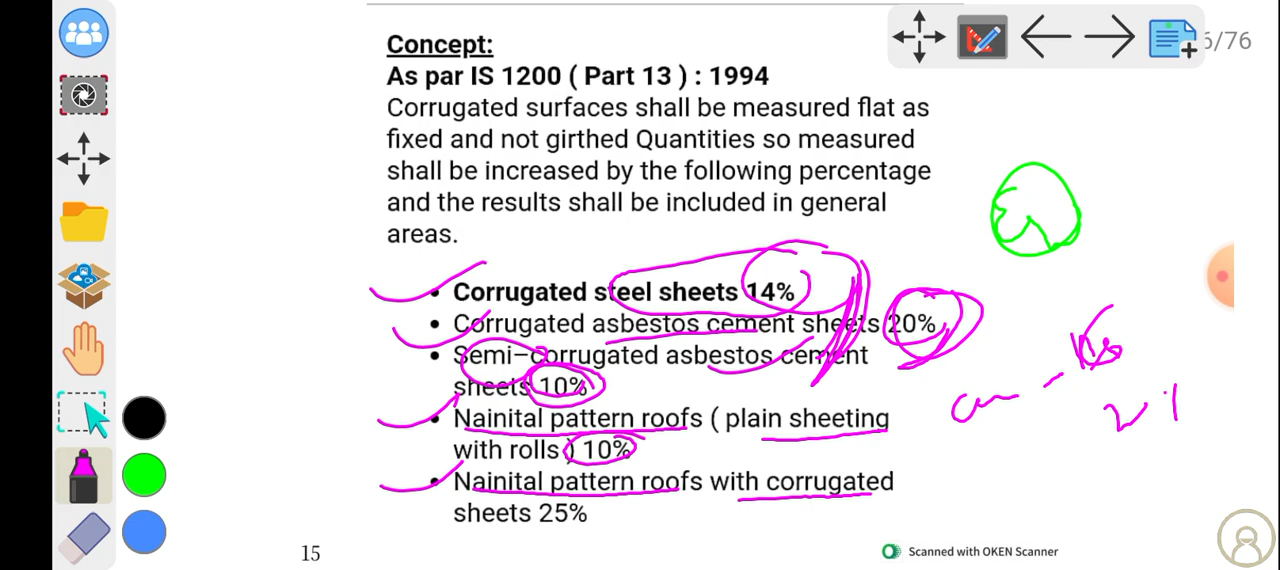 6/76
Concept:
As par IS 1200 ( Part 13 ) : 1994
Corrugated surfaces shall be measured flat as
fixed and not girthed Quantities so measured
shall be increased by the following percentage
and the results shall be included in general
areas.
• Corrugated steel sheets 14%
• Corrugated asbestos cement sheets 20%
• Semi–corrugated asbestos cement
sheets 10%
• Nainital pattern roofs ( plain sheeting
with rolls ) 10%
• Nainital pattern roofs with corrugated
sheets 25%
15
Scanned with OKEN Scanner